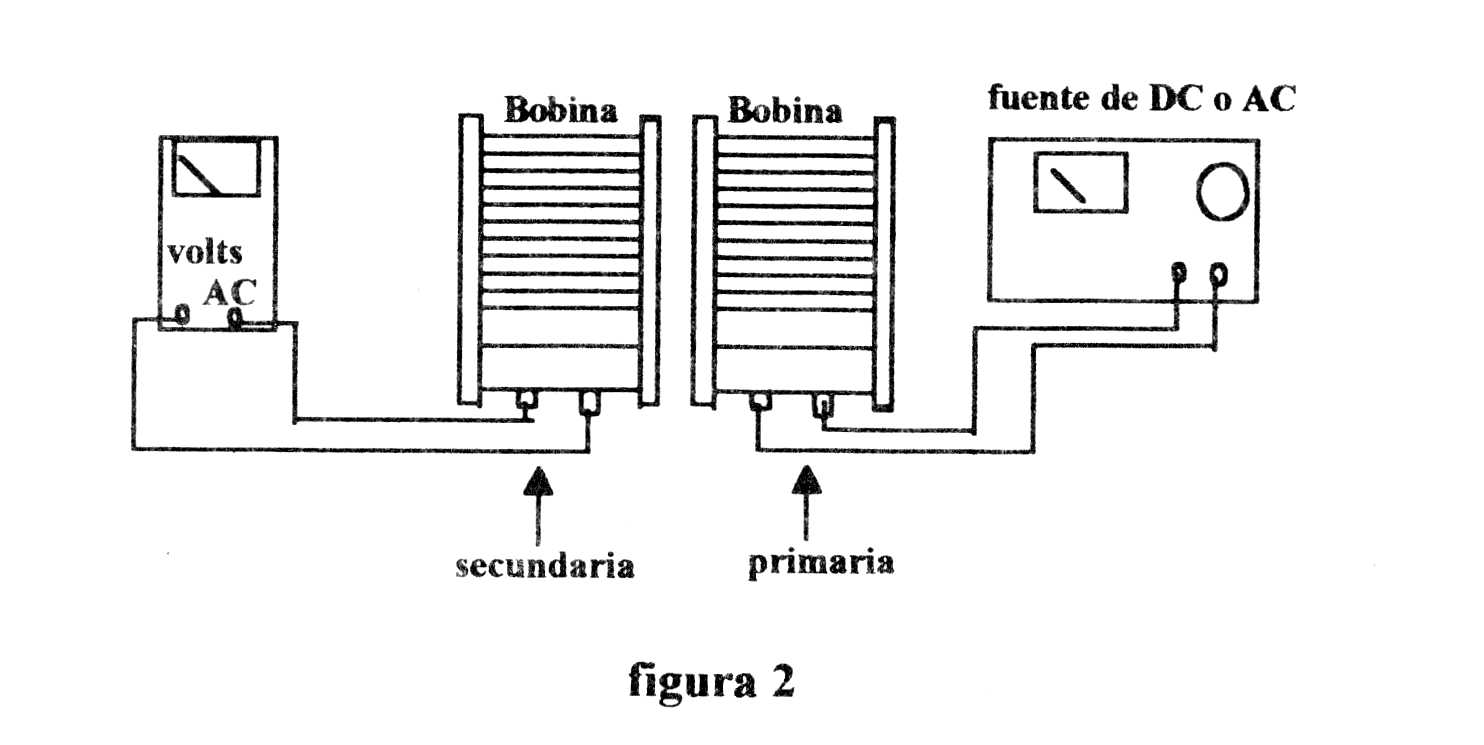 fuente de DC o AC
Bobina
Bobina
volts
AC
secundaria
primaria
figura 2